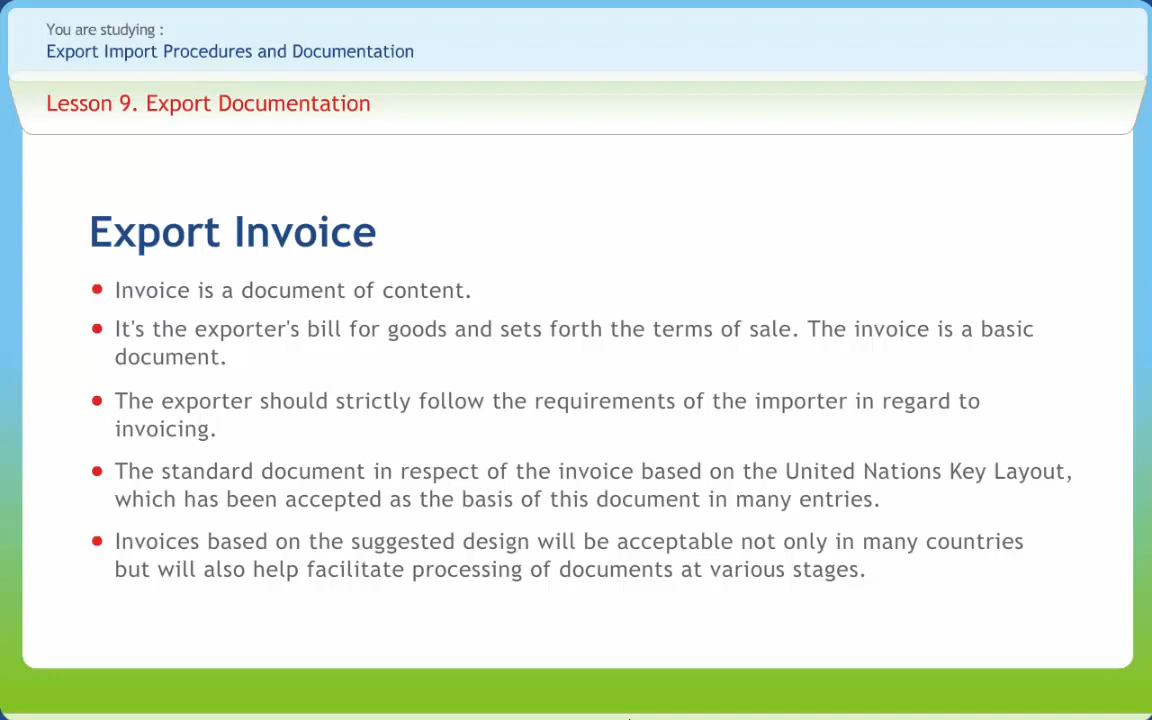 You are studying :
Export Import Procedures and Documentation
Lesson 9. Export Documentation
Export Invoice
• Invoice is a document of content.
• It's the exporter's bill for goods and sets forth the terms of sale. The invoice is a basic
document.
• The exporter should strictly follow the requirements of the importer in regard to
invoicing.
• The standard document in respect of the invoice based on the United Nations Key Layout,
which has been accepted as the basis of this document in many entries.
• Invoices based on the suggested design will be acceptable not only in many countries
but will also help facilitate processing of documents at various stages.